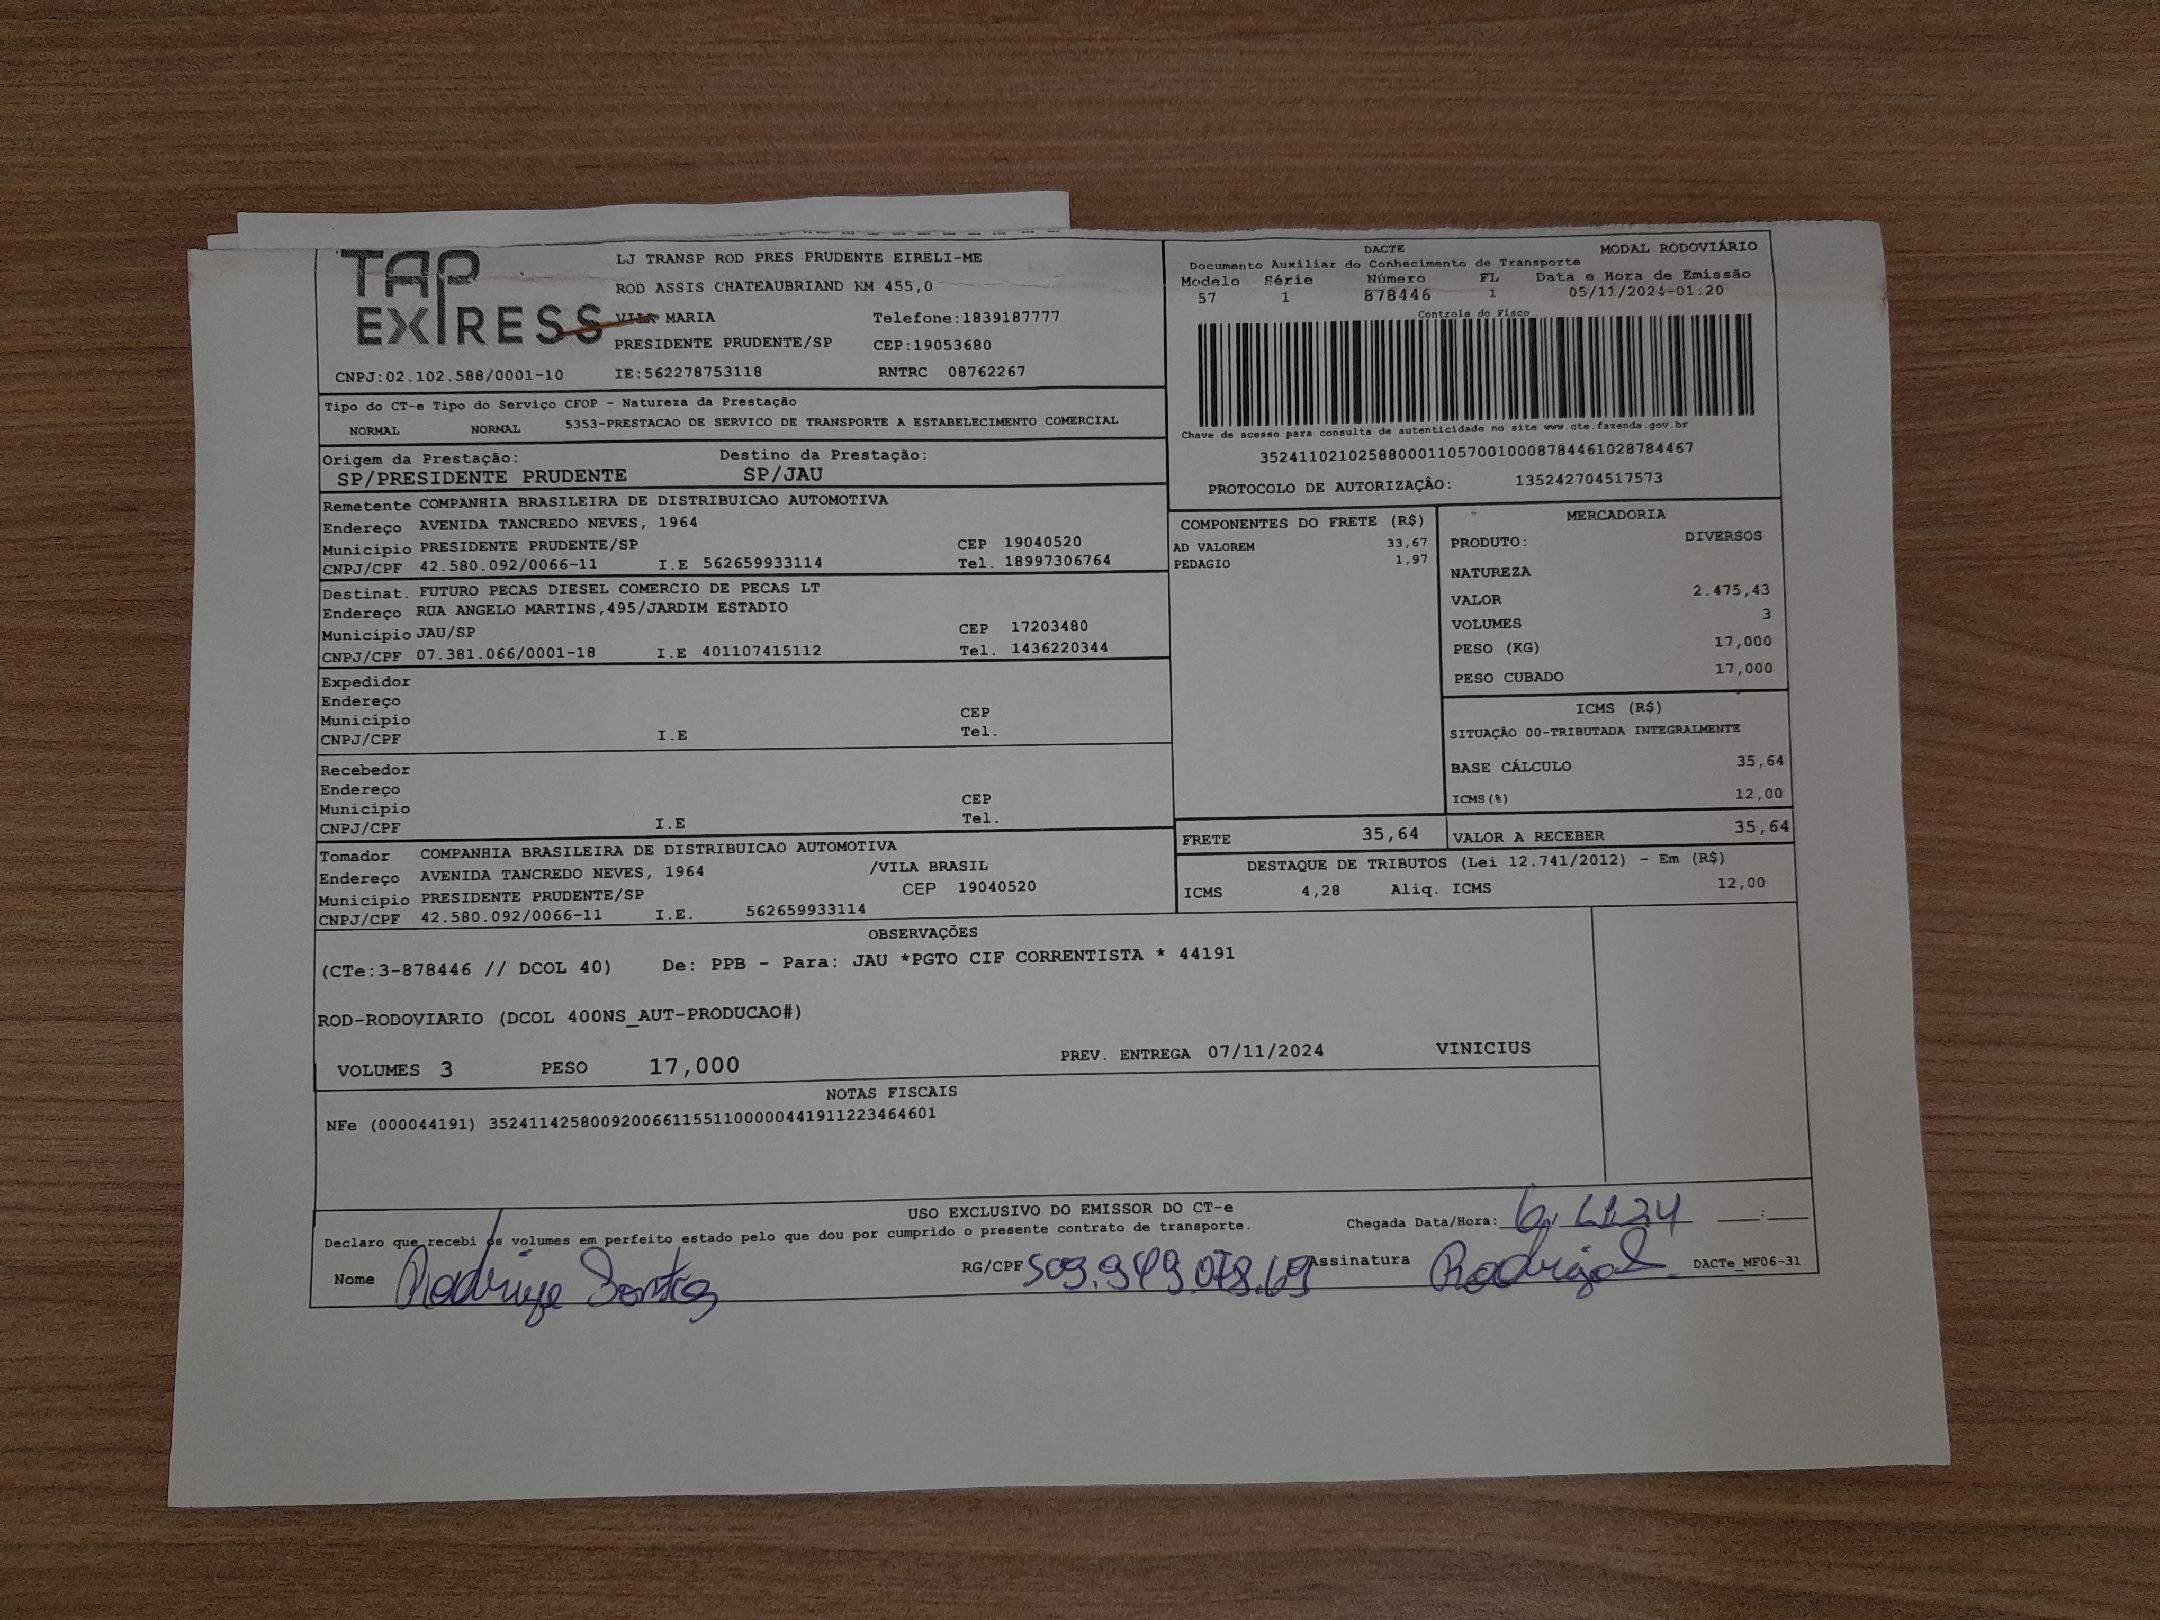 TAP EXPRESS
LJ TRANSP ROD PRES PRUDENTE EIRELI-ME
ROD ASSIS CHATEAUBRIAND KM 455,0
VILA MARIA Telefone:1839187777
PRESIDENTE PRUDENTE/SP CEP:19053680
CNPJ:02.102.588/0001-10 IE:562278753118 RNTRC 08762267
DACTE MODAL RODOVIÁRIO
Documento Auxiliar do Conhecimento de Transporte
Modelo Série Número FL Data e Hora de Emissão
57 1 878446 1 05/11/2024-01:20
Controle do Fisco
Chave de acesso para consulta de autenticidade no site www.cte.fazenda.gov.br
35241102102588000110570010008784461028784467
PROTOCOLO DE AUTORIZAÇÂO: 135242704517573
Tipo do CT-e Tipo do Serviço CFOP - Natureza da Prestação
NORMAL NORMAL 5353-PRESTACAO DE SERVICO DE TRANSPORTE A ESTABELECIMENTO COMERCIAL
Origem da Prestação: Destino da Prestação:
SP/PRESIDENTE PRUDENTE SP/JAU
Remetente COMPANHIA BRASILEIRA DE DISTRIBUICAO AUTOMOTIVA
Endereço AVENIDA TANCREDO NEVES, 1964
Município PRESIDENTE PRUDENTE/SP CEP 19040520
CNPJ/CPF 42.580.092/0066-11 I.E 562659933114 Tel. 18997306764
Destinat. FUTURO PECAS DIESEL COMERCIO DE PECAS LT
Endereço RUA ANGELO MARTINS,495/JARDIM ESTADIO
Município JAU/SP CEP 17203480
CNPJ/CPF 07.381.066/0001-18 I.E 401107415112 Tel. 1436220344
Expedidor
Endereço
Município CEP
CNPJ/CPF I.E Tel.
Recebedor
Endereço
Município CEP
CNPJ/CPF I.E Tel.
Tomador COMPANHIA BRASILEIRA DE DISTRIBUICAO AUTOMOTIVA
Endereço AVENIDA TANCREDO NEVES, 1964 /VILA BRASIL
Município PRESIDENTE PRUDENTE/SP CEP 19040520
CNPJ/CPF 42.580.092/0066-11 I.E. 562659933114
COMPONENTES DO FRETE (R$)
AD VALOREM 33,67
PEDAGIO 1,97
MERCADORIA
PRODUTO: DIVERSOS
NATUREZA
VALOR 2.475,43
VOLUMES 3
PESO (KG) 17,000
PESO CUBADO 17,000
ICMS (R$)
SITUAÇÃO 00-TRIBUTADA INTEGRALMENTE
BASE CÁLCULO 35,64
ICMS(%) 12,00
FRETE 35,64 VALOR A RECEBER 35,64
DESTAQUE DE TRIBUTOS (Lei 12.741/2012) - Em (R$)
ICMS 4,28 Aliq. ICMS 12,00
OBSERVAÇÕES
(CTe:3-878446 // DCOL 40) De: PPB - Para: JAU *PGTO CIF CORRENTISTA * 44191
ROD-RODOVIARIO (DCOL 400NS_AUT-PRODUCAO#)
VOLUMES 3 PESO 17,000 PREV. ENTREGA 07/11/2024 VINICIUS
NOTAS FISCAIS
NFe (000044191) 35241142580092006611551100000441911223464601
USO EXCLUSIVO DO EMISSOR DO CT-e
Declaro que recebi os volumes em perfeito estado pelo que dou por cumprido o presente contrato de transporte. Chegada Data/Hora: 6.11.24 __:__
Nome Rodrigo Santos RG/CPF 509.949.078.69 Assinatura Rodrigo S. DACTe_MF06-31